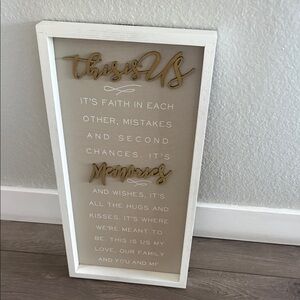 This is Us
IT'S FAITH IN EACH
OTHER, MISTAKES
AND SECOND
CHANCES. IT'S
Memories
AND WISHES, IT'S
ALL THE HUGS AND
KISSES. IT'S WHERE
WE'RE MEANT TO
BE. THIS IS US MY
LOVE, OUR FAMILY
AND YOU AND ME